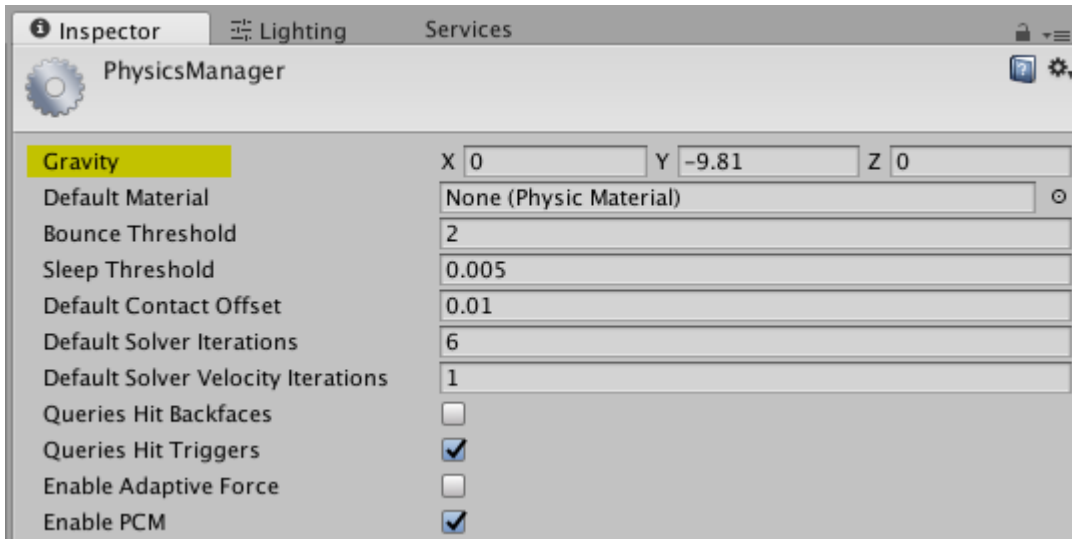 Inspector Lighting Services
PhysicsManager
Gravity X 0 Y -9.81 Z 0
Default Material None (Physic Material)
Bounce Threshold 2
Sleep Threshold 0.005
Default Contact Offset 0.01
Default Solver Iterations 6
Default Solver Velocity Iterations 1
Queries Hit Backfaces
Queries Hit Triggers
Enable Adaptive Force
Enable PCM